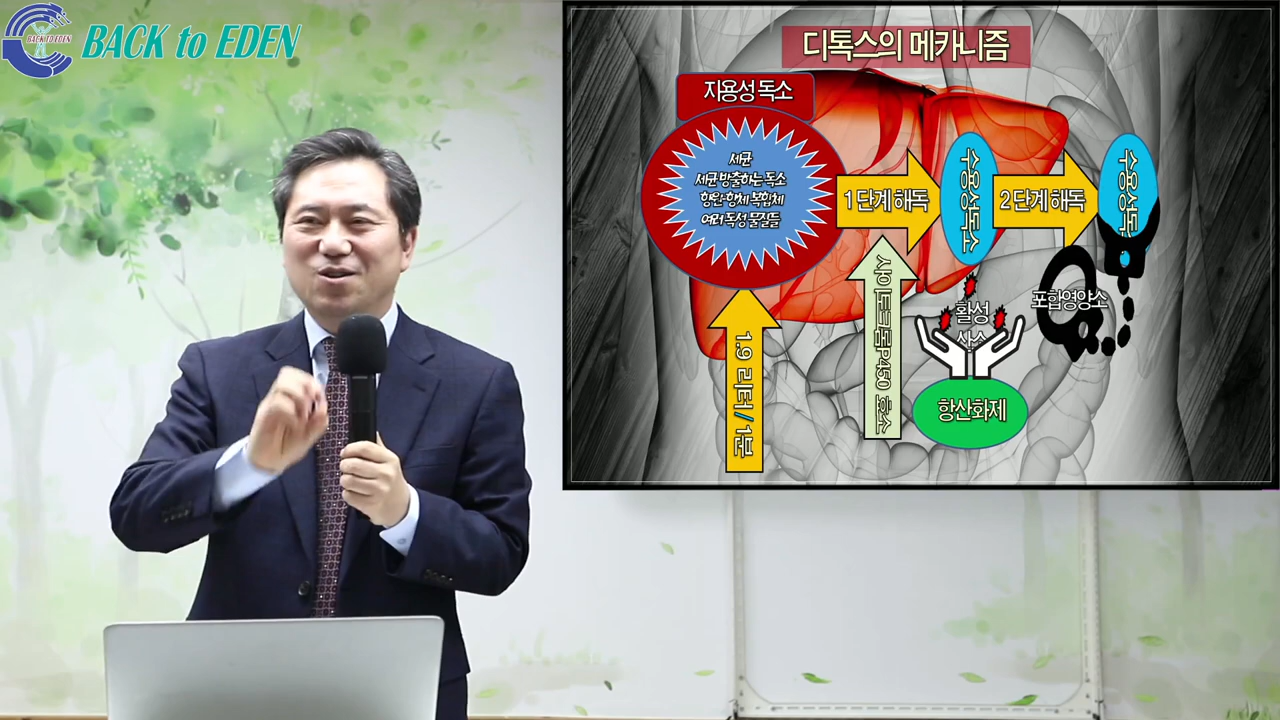 BACK TO EDEN
BACK to EDEN
디톡스의 메카니즘
지용성 독소
세균
세균 방출하는 독소
항원-항체 복합체
여러 독성 물질들
1단계 해독
수용성독소
2단계 해독
수용성독
1.9 리터/1분
사이토크롬P450 효소
활성
산소
포합영양소
항산화제